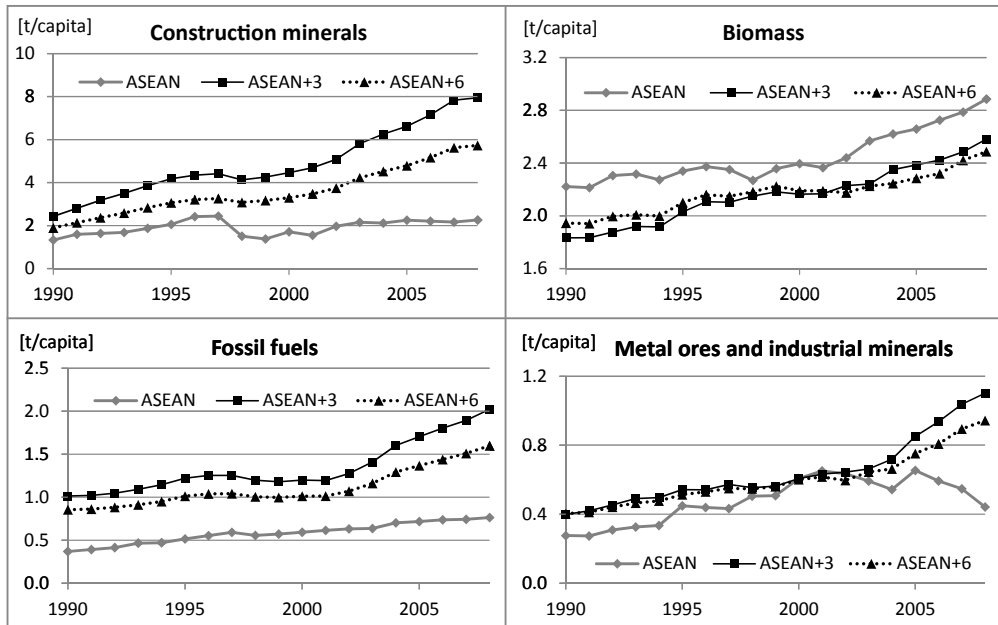 [t/capita]
Construction minerals
10
8
6
4
2
0
ASEAN ASEAN+3 ASEAN+6
1990 1995 2000 2005
[t/capita]
Biomass
3.2
2.8
2.4
2.0
1.6
ASEAN ASEAN+3 ASEAN+6
1990 1995 2000 2005
[t/capita]
Fossil fuels
2.5
2.0
1.5
1.0
0.5
0.0
ASEAN ASEAN+3 ASEAN+6
1990 1995 2000 2005
[t/capita]
Metal ores and industrial minerals
1.2
0.8
0.4
0.0
ASEAN ASEAN+3 ASEAN+6
1990 1995 2000 2005